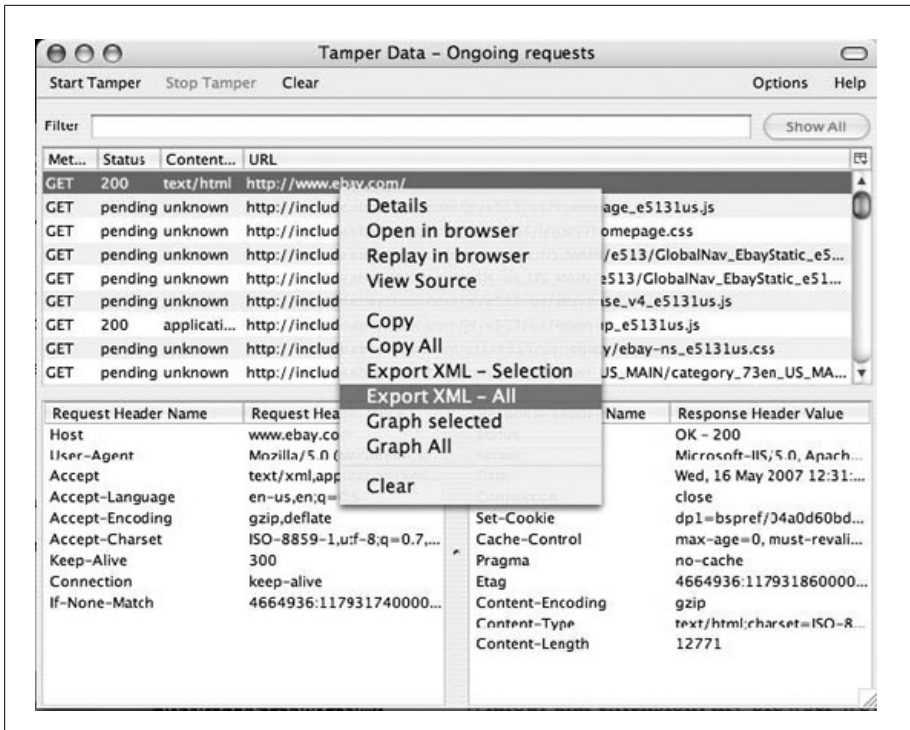 Tamper Data – Ongoing requests
Start Tamper Stop Tamper Clear Options Help
Filter Show All
Met... Status Content... URL
GET 200 text/html http://www.ebay.com/
GET pending unknown http://includ age_e5131us.js
GET pending unknown http://includ omepage.css
GET pending unknown http://includ /e513/GlobalNav_EbayStatic_e5...
GET pending unknown http://includ e513/GlobalNav_EbayStatic_e51...
GET pending unknown http://includ se_v4_e5131us.js
GET 200 applicati... http://includ p_e5131us.js
GET pending unknown http://includ y/ebay-ns_e5131us.css
GET pending unknown http://includ US_MAIN/category_73en_US_MA...
Details
Open in browser
Replay in browser
View Source
Copy
Copy All
Export XML – Selection
Export XML – All
Graph selected
Graph All
Clear
Request Header Name Request Hea
Host www.ebay.co
User-Agent Mozilla/5.0 (
Accept text/xml,app
Accept-Language en-us,en;q=
Accept-Encoding gzip,deflate
Accept-Charset ISO-8859-1,utf-8;q=0.7,...
Keep-Alive 300
Connection keep-alive
If-None-Match 4664936:117931740000...
Name Response Header Value
OK – 200
Microsoft-IIS/5.0, Apach...
Wed, 16 May 2007 12:31:...
close
Set-Cookie dp1=bspref/04a0d60bd...
Cache-Control max-age=0, must-revali...
Pragma no-cache
Etag 4664936:117931860000...
Content-Encoding gzip
Content-Type text/html;charset=ISO-8...
Content-Length 12771